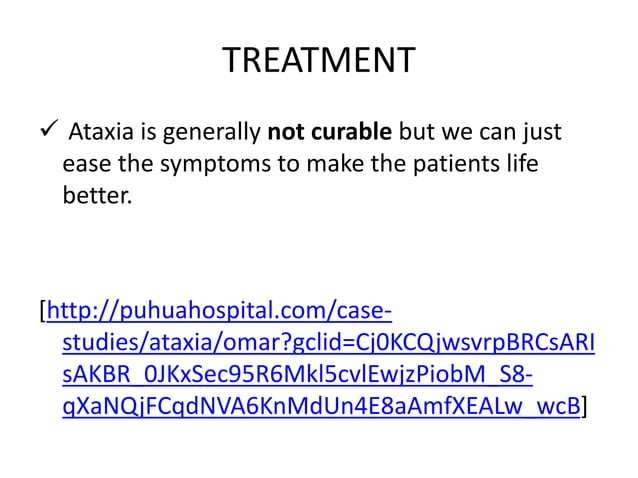 TREATMENT
✓ Ataxia is generally not curable but we can just
ease the symptoms to make the patients life
better.
[http://puhuahospital.com/case-
studies/ataxia/omar?gclid=Cj0KCQjwsvrpBRCsARI
sAKBR_0JKxSec95R6Mkl5cvlEwjzPiobM_S8-
qXaNQjFCqdNVA6KnMdUn4E8aAmfXEALw_wcB]